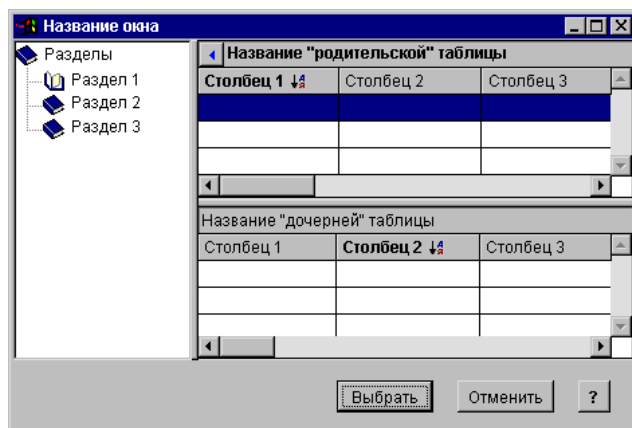 Название окна
Разделы
Раздел 1
Раздел 2
Раздел 3
Название "родительской" таблицы
Столбец 1 Столбец 2 Столбец 3
Название "дочерней" таблицы
Столбец 1 Столбец 2 Столбец 3
Выбрать Отменить ?